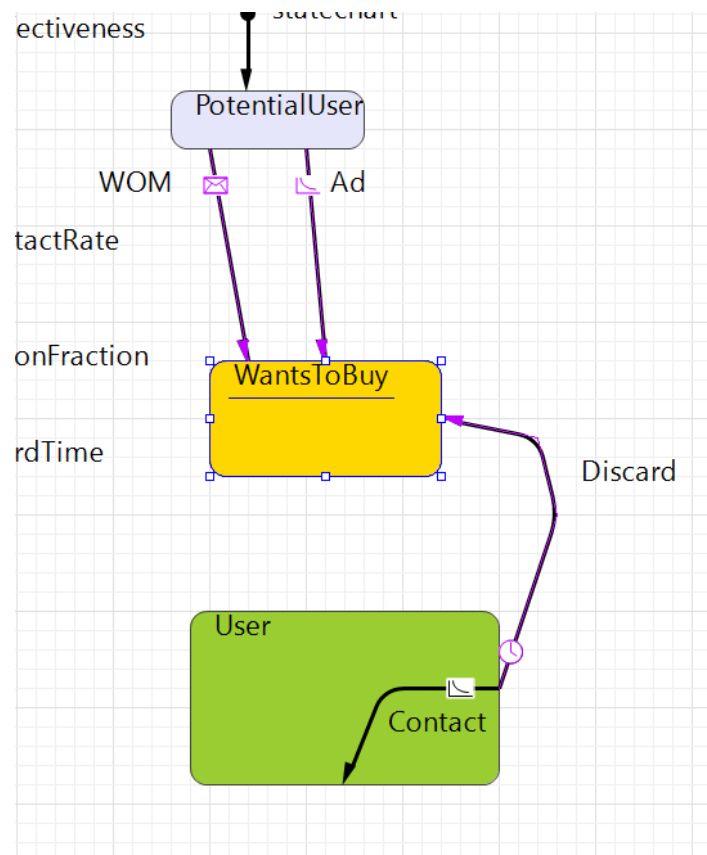 ectiveness
statechart
PotentialUser
WOM
Ad
tactRate
onFraction
WantsToBuy
rdTime
Discard
User
Contact